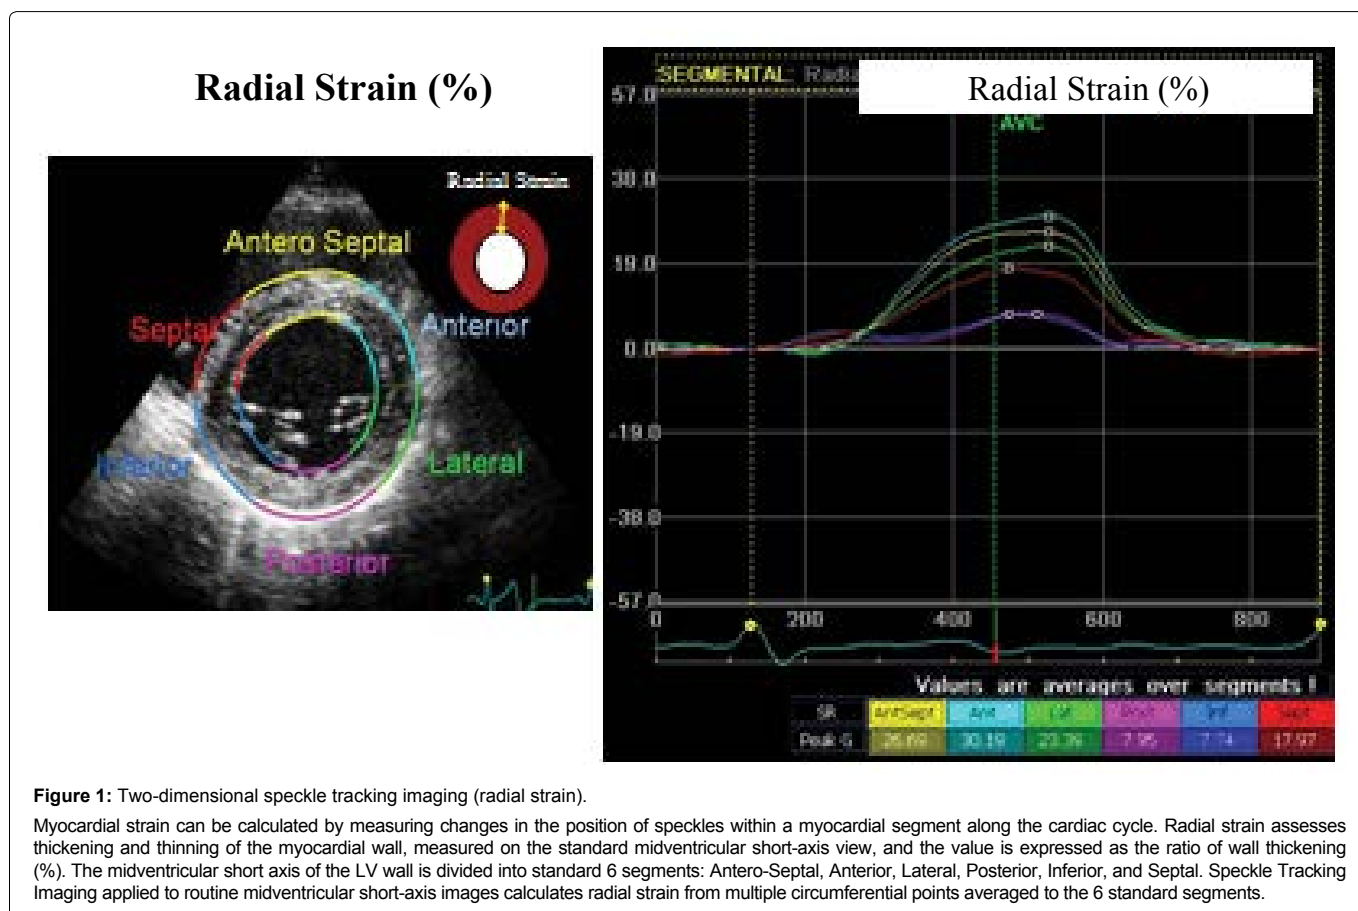 Radial Strain (%)
Radial Strain
Antero Septal
Septal
Anterior
Inferior
Lateral
Posterior
SEGMENTAL: Radia
Radial Strain (%)
57.0
AVC
38.0
19.0
0.0
-19.0
-38.0
-57.0
0 200 400 600 800
Values are averages over segments !
SR AntSept Ant Lat Post Inf Sept
Peak G 30.19 23.79 7.95 7.74 17.97
Figure 1: Two-dimensional speckle tracking imaging (radial strain).
Myocardial strain can be calculated by measuring changes in the position of speckles within a myocardial segment along the cardiac cycle. Radial strain assesses
thickening and thinning of the myocardial wall, measured on the standard midventricular short-axis view, and the value is expressed as the ratio of wall thickening
(%). The midventricular short axis of the LV wall is divided into standard 6 segments: Antero-Septal, Anterior, Lateral, Posterior, Inferior, and Septal. Speckle Tracking
Imaging applied to routine midventricular short-axis images calculates radial strain from multiple circumferential points averaged to the 6 standard segments.